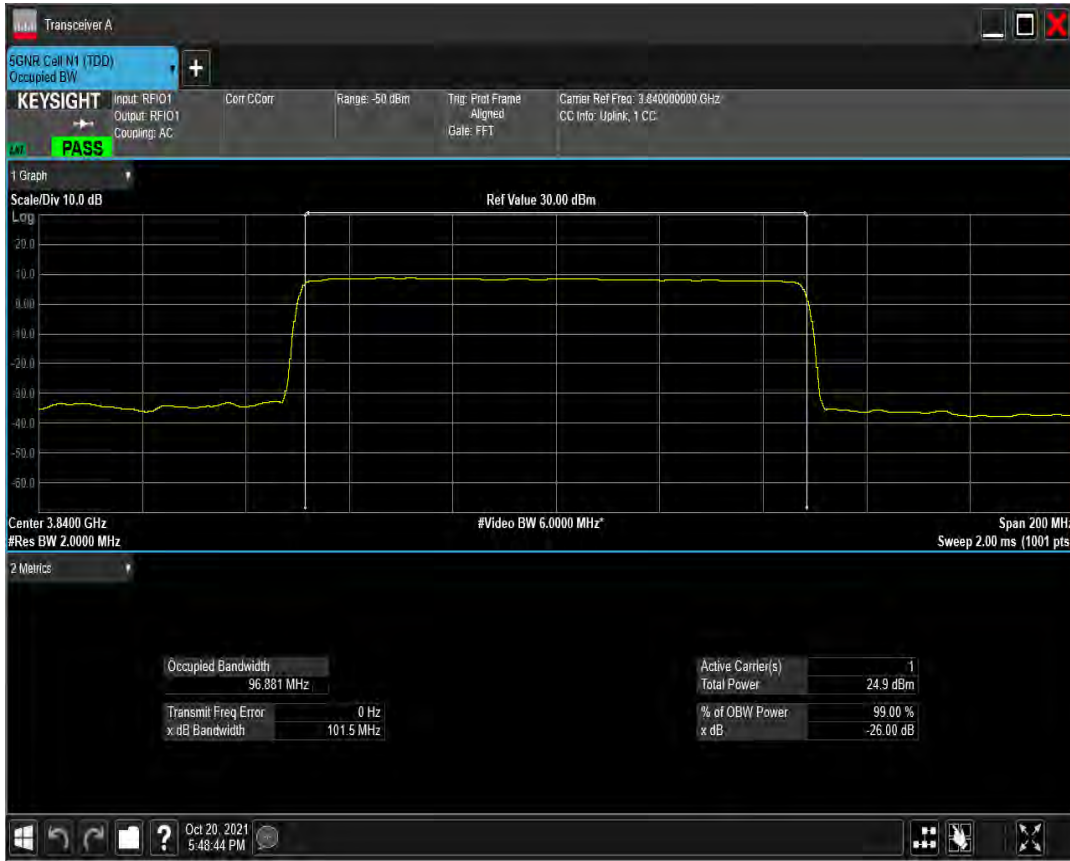 Transceiver A
5GNR Cell N1 (TDD)
Occupied BW
KEYSIGHT
Input: RFIO1
Output: RFIO1
Coupling: AC
Corr CCorr
Range: -50 dBm
Trig: Prot Frame
Aligned
Gate: FFT
Carrier Ref Freq: 3.840000000 GHz
CC Info: Uplink, 1 CC
PASS
1 Graph
Scale/Div 10.0 dB
Ref Value 30.00 dBm
Log
20.0
10.0
0.00
-10.0
-20.0
-30.0
-40.0
-50.0
-60.0
Center 3.8400 GHz
#Video BW 6.0000 MHz*
Span 200 MHz
#Res BW 2.0000 MHz
Sweep 2.00 ms (1001 pts
2 Metrics
Occupied Bandwidth
96.881 MHz
Transmit Freq Error 0 Hz
x dB Bandwidth 101.5 MHz
Active Carrier(s) 1
Total Power 24.9 dBm
% of OBW Power 99.00 %
x dB -26.00 dB
Oct 20, 2021
5:48:44 PM